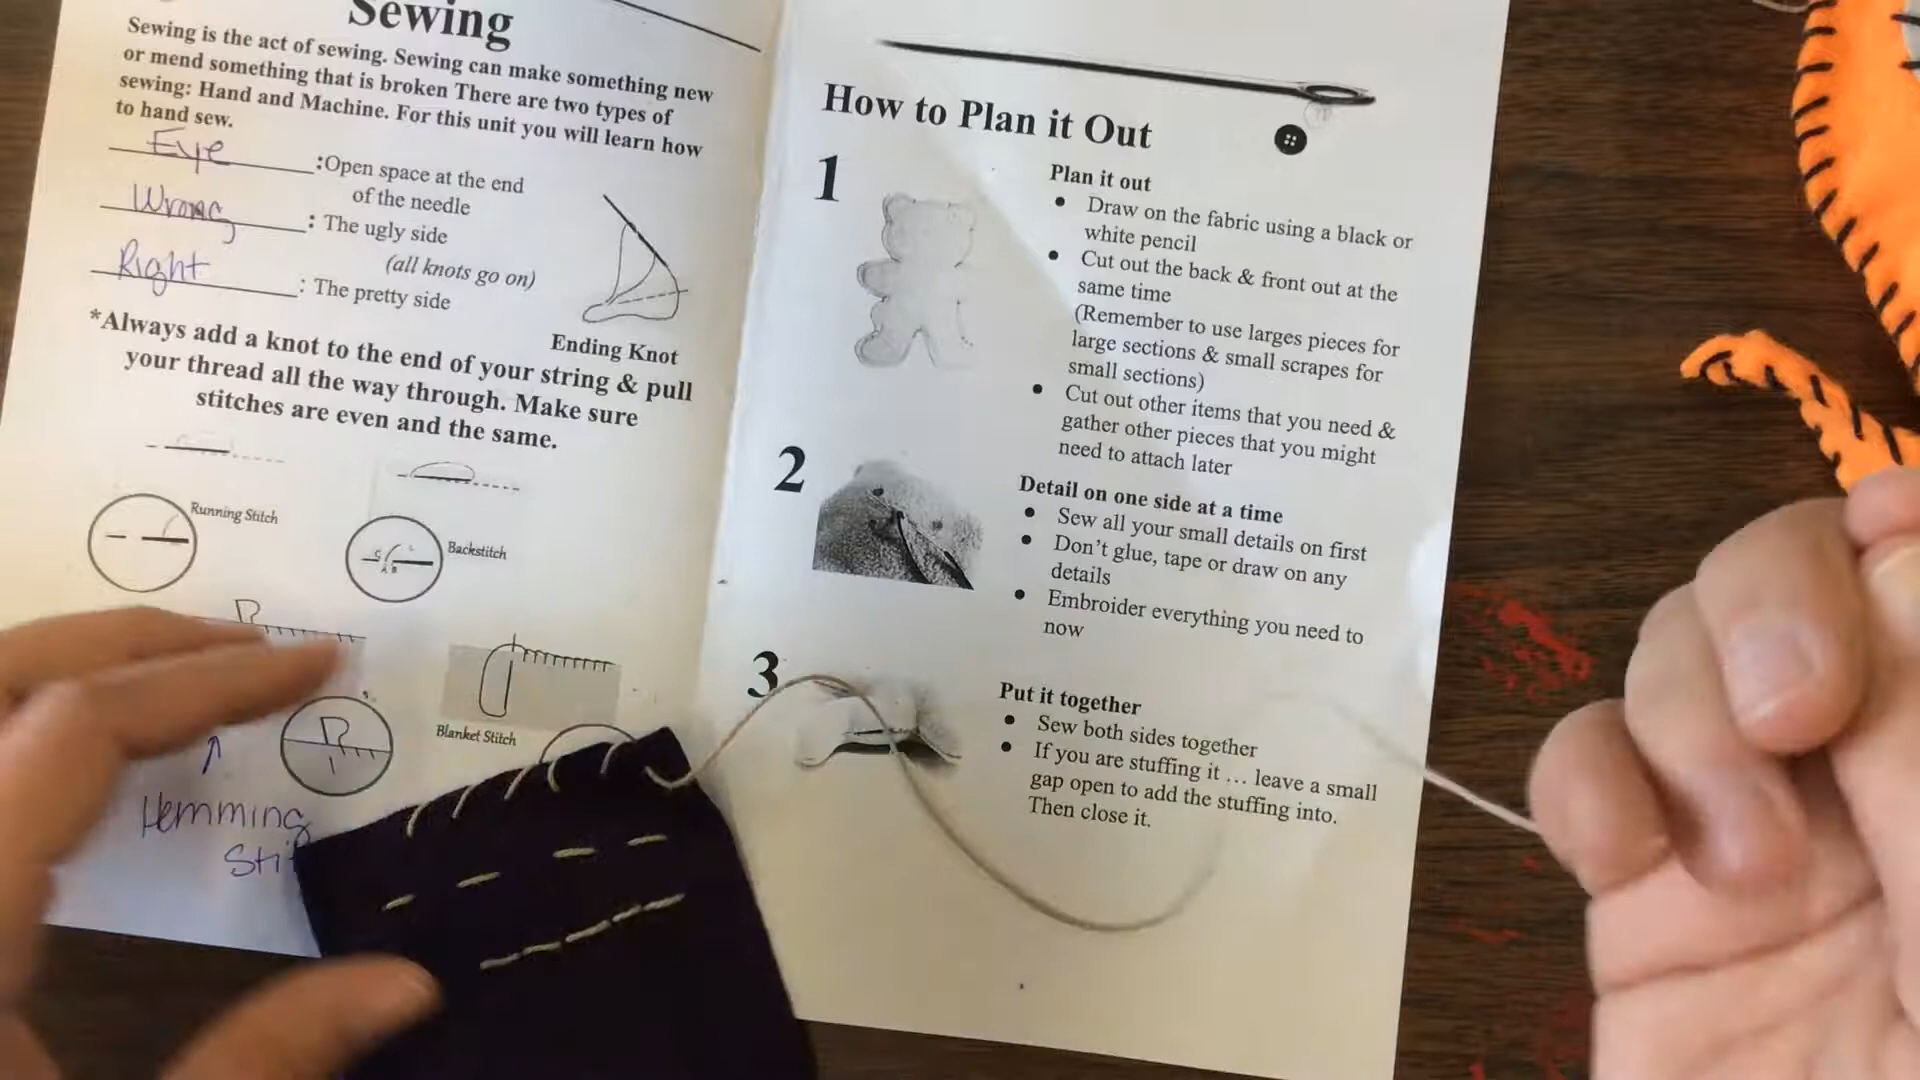 Sewing
Sewing is the act of sewing. Sewing can make something new
or mend something that is broken There are two types of
sewing: Hand and Machine. For this unit you will learn how
to hand sew.
Eye :Open space at the end
of the needle
Wrong : The ugly side
(all knots go on)
Right : The pretty side
Ending Knot
*Always add a knot to the end of your string & pull
your thread all the way through. Make sure
stitches are even and the same.
Running Stitch
Backstitch
Blanket Stitch
Hemming
How to Plan it Out
1
Plan it out
• Draw on the fabric using a black or
white pencil
• Cut out the back & front out at the
same time
(Remember to use larges pieces for
large sections & small scrapes for
small sections)
• Cut out other items that you need &
gather other pieces that you might
need to attach later
2
Detail on one side at a time
• Sew all your small details on first
• Don't glue, tape or draw on any
details
• Embroider everything you need to
now
3
Put it together
• Sew both sides together
• If you are stuffing it ... leave a small
gap open to add the stuffing into.
Then close it.